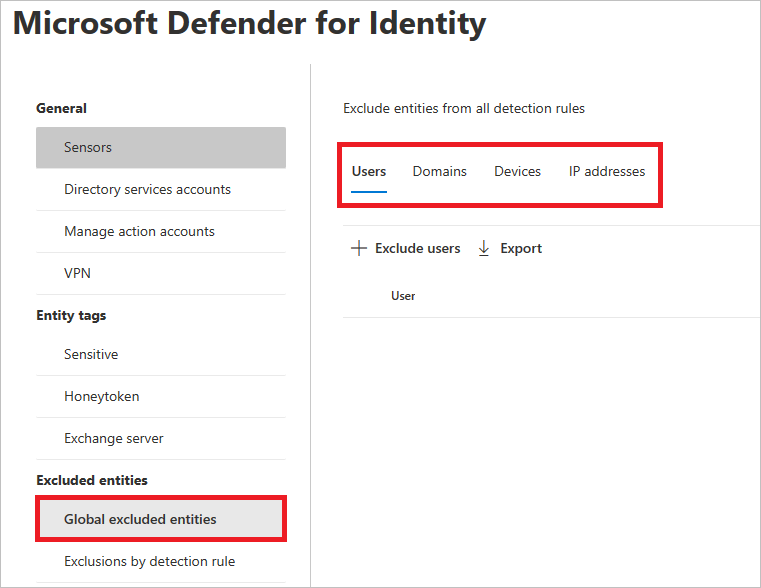 Microsoft Defender for Identity
General
Sensors
Directory services accounts
Manage action accounts
VPN
Entity tags
Sensitive
Honeytoken
Exchange server
Excluded entities
Global excluded entities
Exclusions by detection rule
Exclude entities from all detection rules
Users Domains Devices IP addresses
Exclude users Export
User